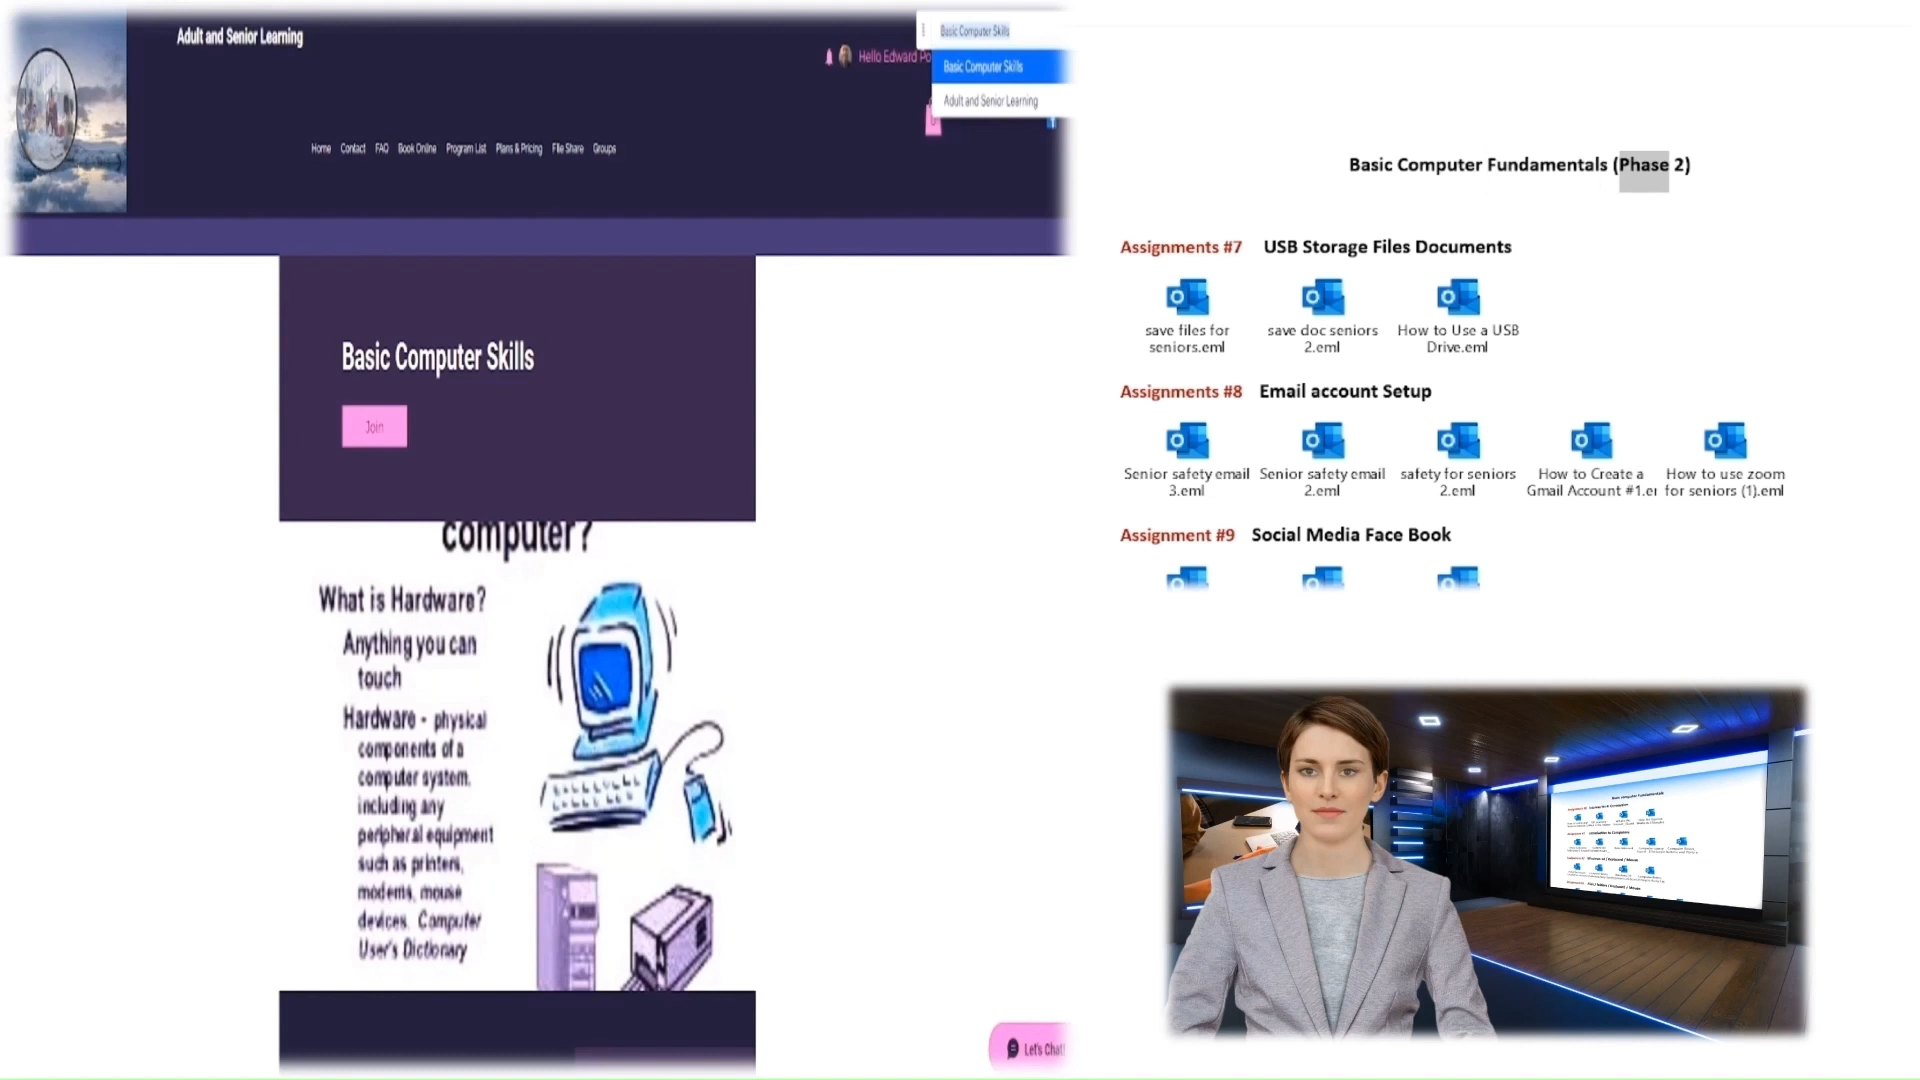 Adult and Senior Learning
Basic Computer Skills
Hello Edward Po
Basic Computer Skills
Adult and Senior Learning
Home Contact FAQ Book Online Program List Plans & Pricing File Share Groups
Basic Computer Skills
Join
computer?
What is Hardware?
Anything you can
touch
Hardware - physical
components of a
computer system,
including any
peripheral equipment
such as printers,
modems, mouse
devices. Computer
User's Dictionary
Let's Chat!
Basic Computer Fundamentals (Phase 2)
Assignments #7 USB Storage Files Documents
save files for save doc seniors How to Use a USB
seniors.eml 2.eml Drive.eml
Assignments #8 Email account Setup
Senior safety email Senior safety email safety for seniors How to Create a How to use zoom
3.eml 2.eml 2.eml Gmail Account #1.er for seniors (1).eml
Assignment #9 Social Media Face Book